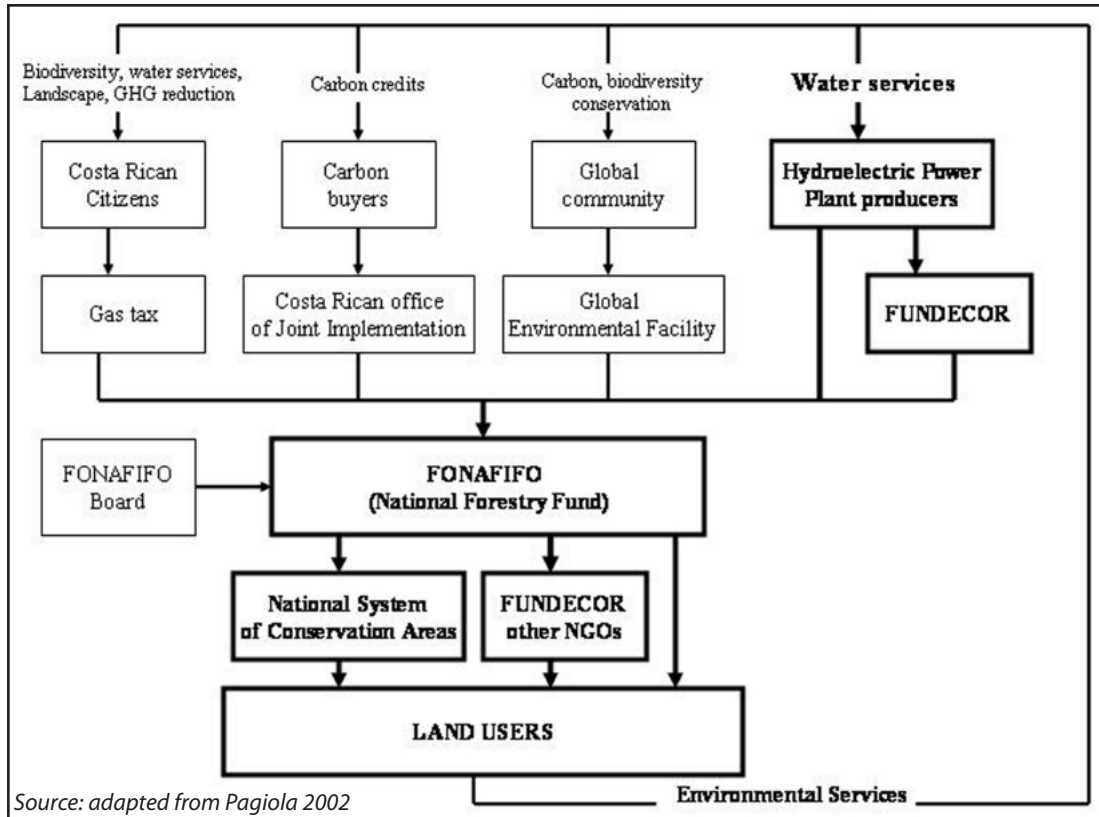 Biodiversity, water services,
Landscape, GHG reduction
Carbon credits
Carbon, biodiversity
conservation
Water services
Costa Rican
Citizens
Carbon
buyers
Global
community
Hydroelectric Power
Plant producers
Gas tax
Costa Rican office
of Joint Implementation
Global
Environmental Facility
FUNDECOR
FONAFIFO
Board
FONAFIFO
(National Forestry Fund)
National System
of Conservation Areas
FUNDECOR
other NGOs
LAND USERS
Environmental Services
Source: adapted from Pagiola 2002